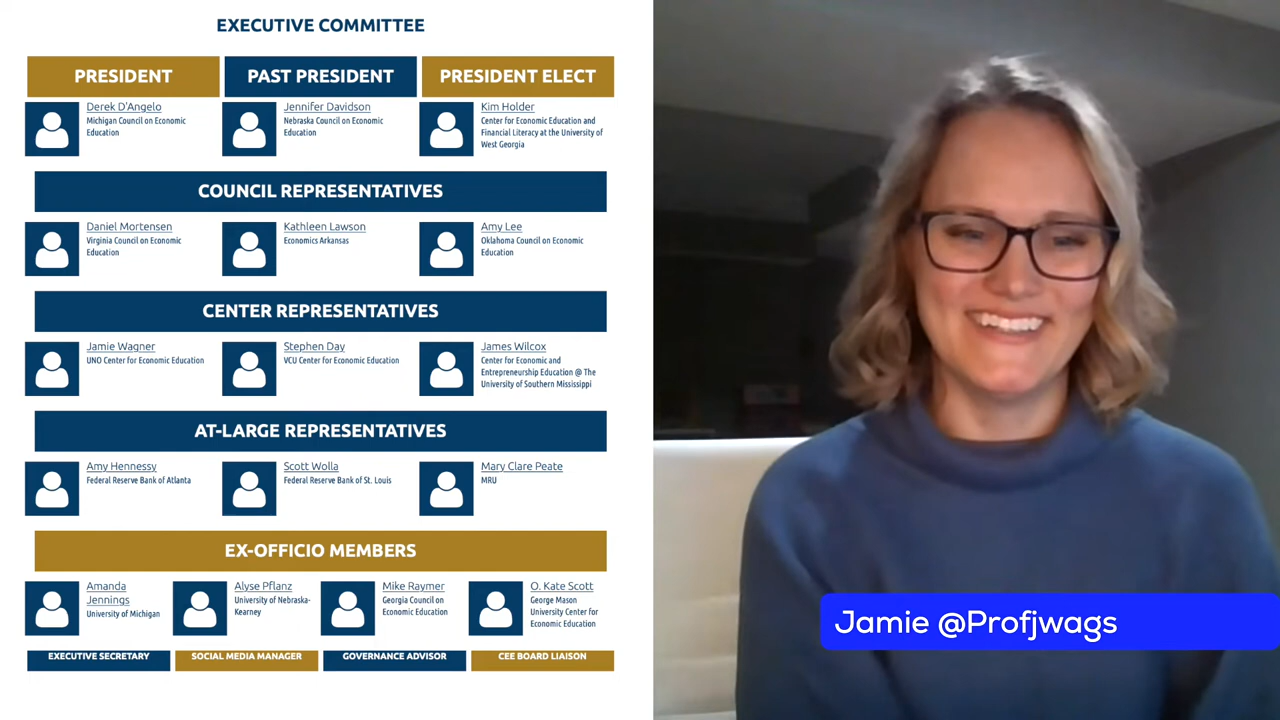 EXECUTIVE COMMITTEE
PRESIDENT
PAST PRESIDENT
PRESIDENT ELECT
Derek D'Angelo
Michigan Council on Economic
Education
Jennifer Davidson
Nebraska Council on Economic
Education
Kim Holder
Center for Economic Education and
Financial Literacy at the University of
West Georgia
COUNCIL REPRESENTATIVES
Daniel Mortensen
Virginia Council on Economic
Education
Kathleen Lawson
Economics Arkansas
Amy Lee
Oklahoma Council on Economic
Education
CENTER REPRESENTATIVES
Jamie Wagner
UNO Center for Economic Education
Stephen Day
VCU Center for Economic Education
James Wilcox
Center for Economic and
Entrepreneurship Education @ The
University of Southern Mississippi
AT-LARGE REPRESENTATIVES
Amy Hennessy
Federal Reserve Bank of Atlanta
Scott Wolla
Federal Reserve Bank of St. Louis
Mary Clare Peate
MRU
EX-OFFICIO MEMBERS
Amanda
Jennings
University of Michigan
Alyse Pflanz
University of Nebraska-
Kearney
Mike Raymer
Georgia Council on
Economic Education
O. Kate Scott
George Mason
University Center for
Economic Education
EXECUTIVE SECRETARY
SOCIAL MEDIA MANAGER
GOVERNANCE ADVISOR
CEE BOARD LIAISON
Jamie @Profjwags